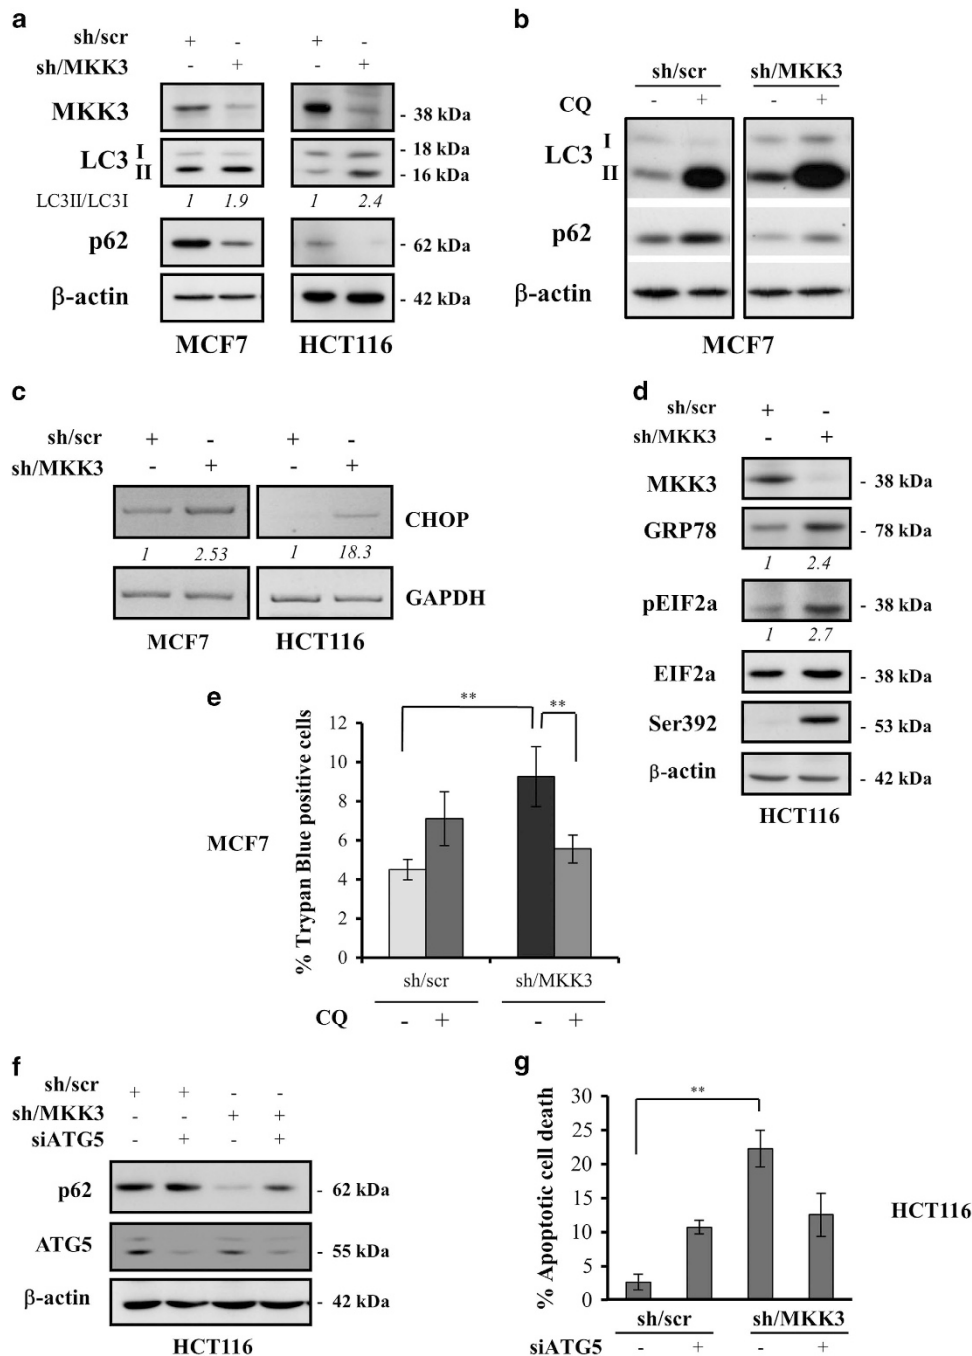 a
sh/scr + - + -
sh/MKK3 - + - +
MKK3 - 38 kDa
LC3 I - 18 kDa
II - 16 kDa
LC3II/LC3I 1 1.9 1 2.4
p62 - 62 kDa
β-actin - 42 kDa
MCF7 HCT116
b
sh/scr sh/MKK3
CQ - + - +
LC3 I
II
p62
β-actin
MCF7
c
sh/scr + - + -
sh/MKK3 - + - +
CHOP
1 2.53 1 18.3
GAPDH
MCF7 HCT116
d
sh/scr + -
sh/MKK3 - +
MKK3 - 38 kDa
GRP78 - 78 kDa
1 2.4
pEIF2a - 38 kDa
1 2.7
EIF2a - 38 kDa
Ser392 - 53 kDa
β-actin - 42 kDa
HCT116
e
MCF7
% Trypan Blue positive cells
12
10
8
6
4
2
0
** **
sh/scr sh/MKK3
CQ - + - +
f
sh/scr + + - -
sh/MKK3 - - + +
siATG5 - + - +
p62 - 62 kDa
ATG5 - 55 kDa
β-actin - 42 kDa
HCT116
g
% Apoptotic cell death
30
25
20
15
10
5
0
**
HCT116
sh/scr sh/MKK3
siATG5 - + - +